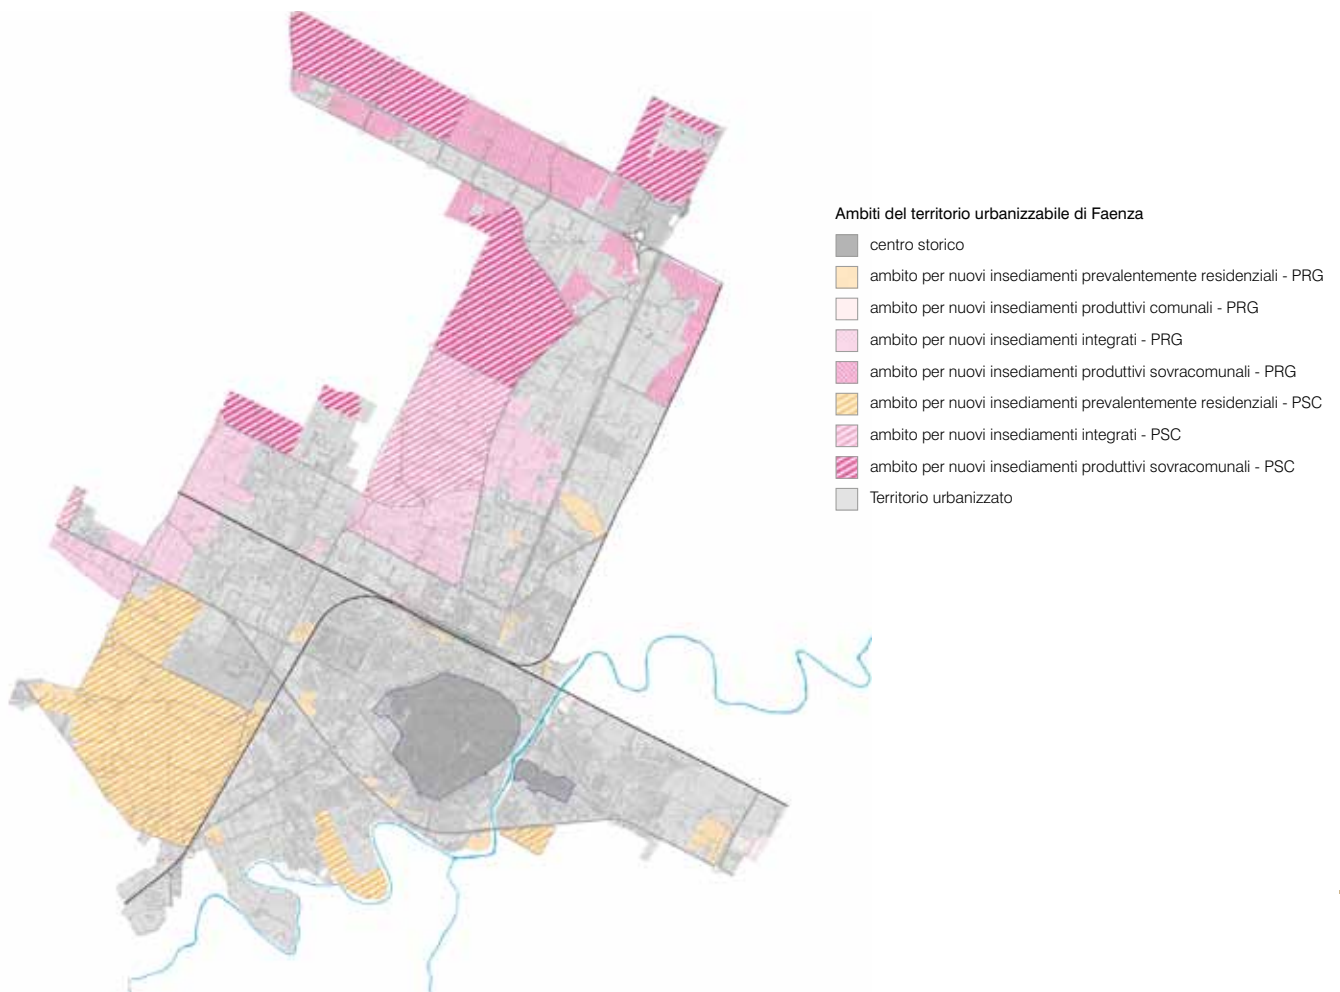 Ambiti del territorio urbanizzabile di Faenza
centro storico
ambito per nuovi insediamenti prevalentemente residenziali - PRG
ambito per nuovi insediamenti produttivi comunali - PRG
ambito per nuovi insediamenti integrati - PRG
ambito per nuovi insediamenti produttivi sovracomunali - PRG
ambito per nuovi insediamenti prevalentemente residenziali - PSC
ambito per nuovi insediamenti integrati - PSC
ambito per nuovi insediamenti produttivi sovracomunali - PSC
Territorio urbanizzato